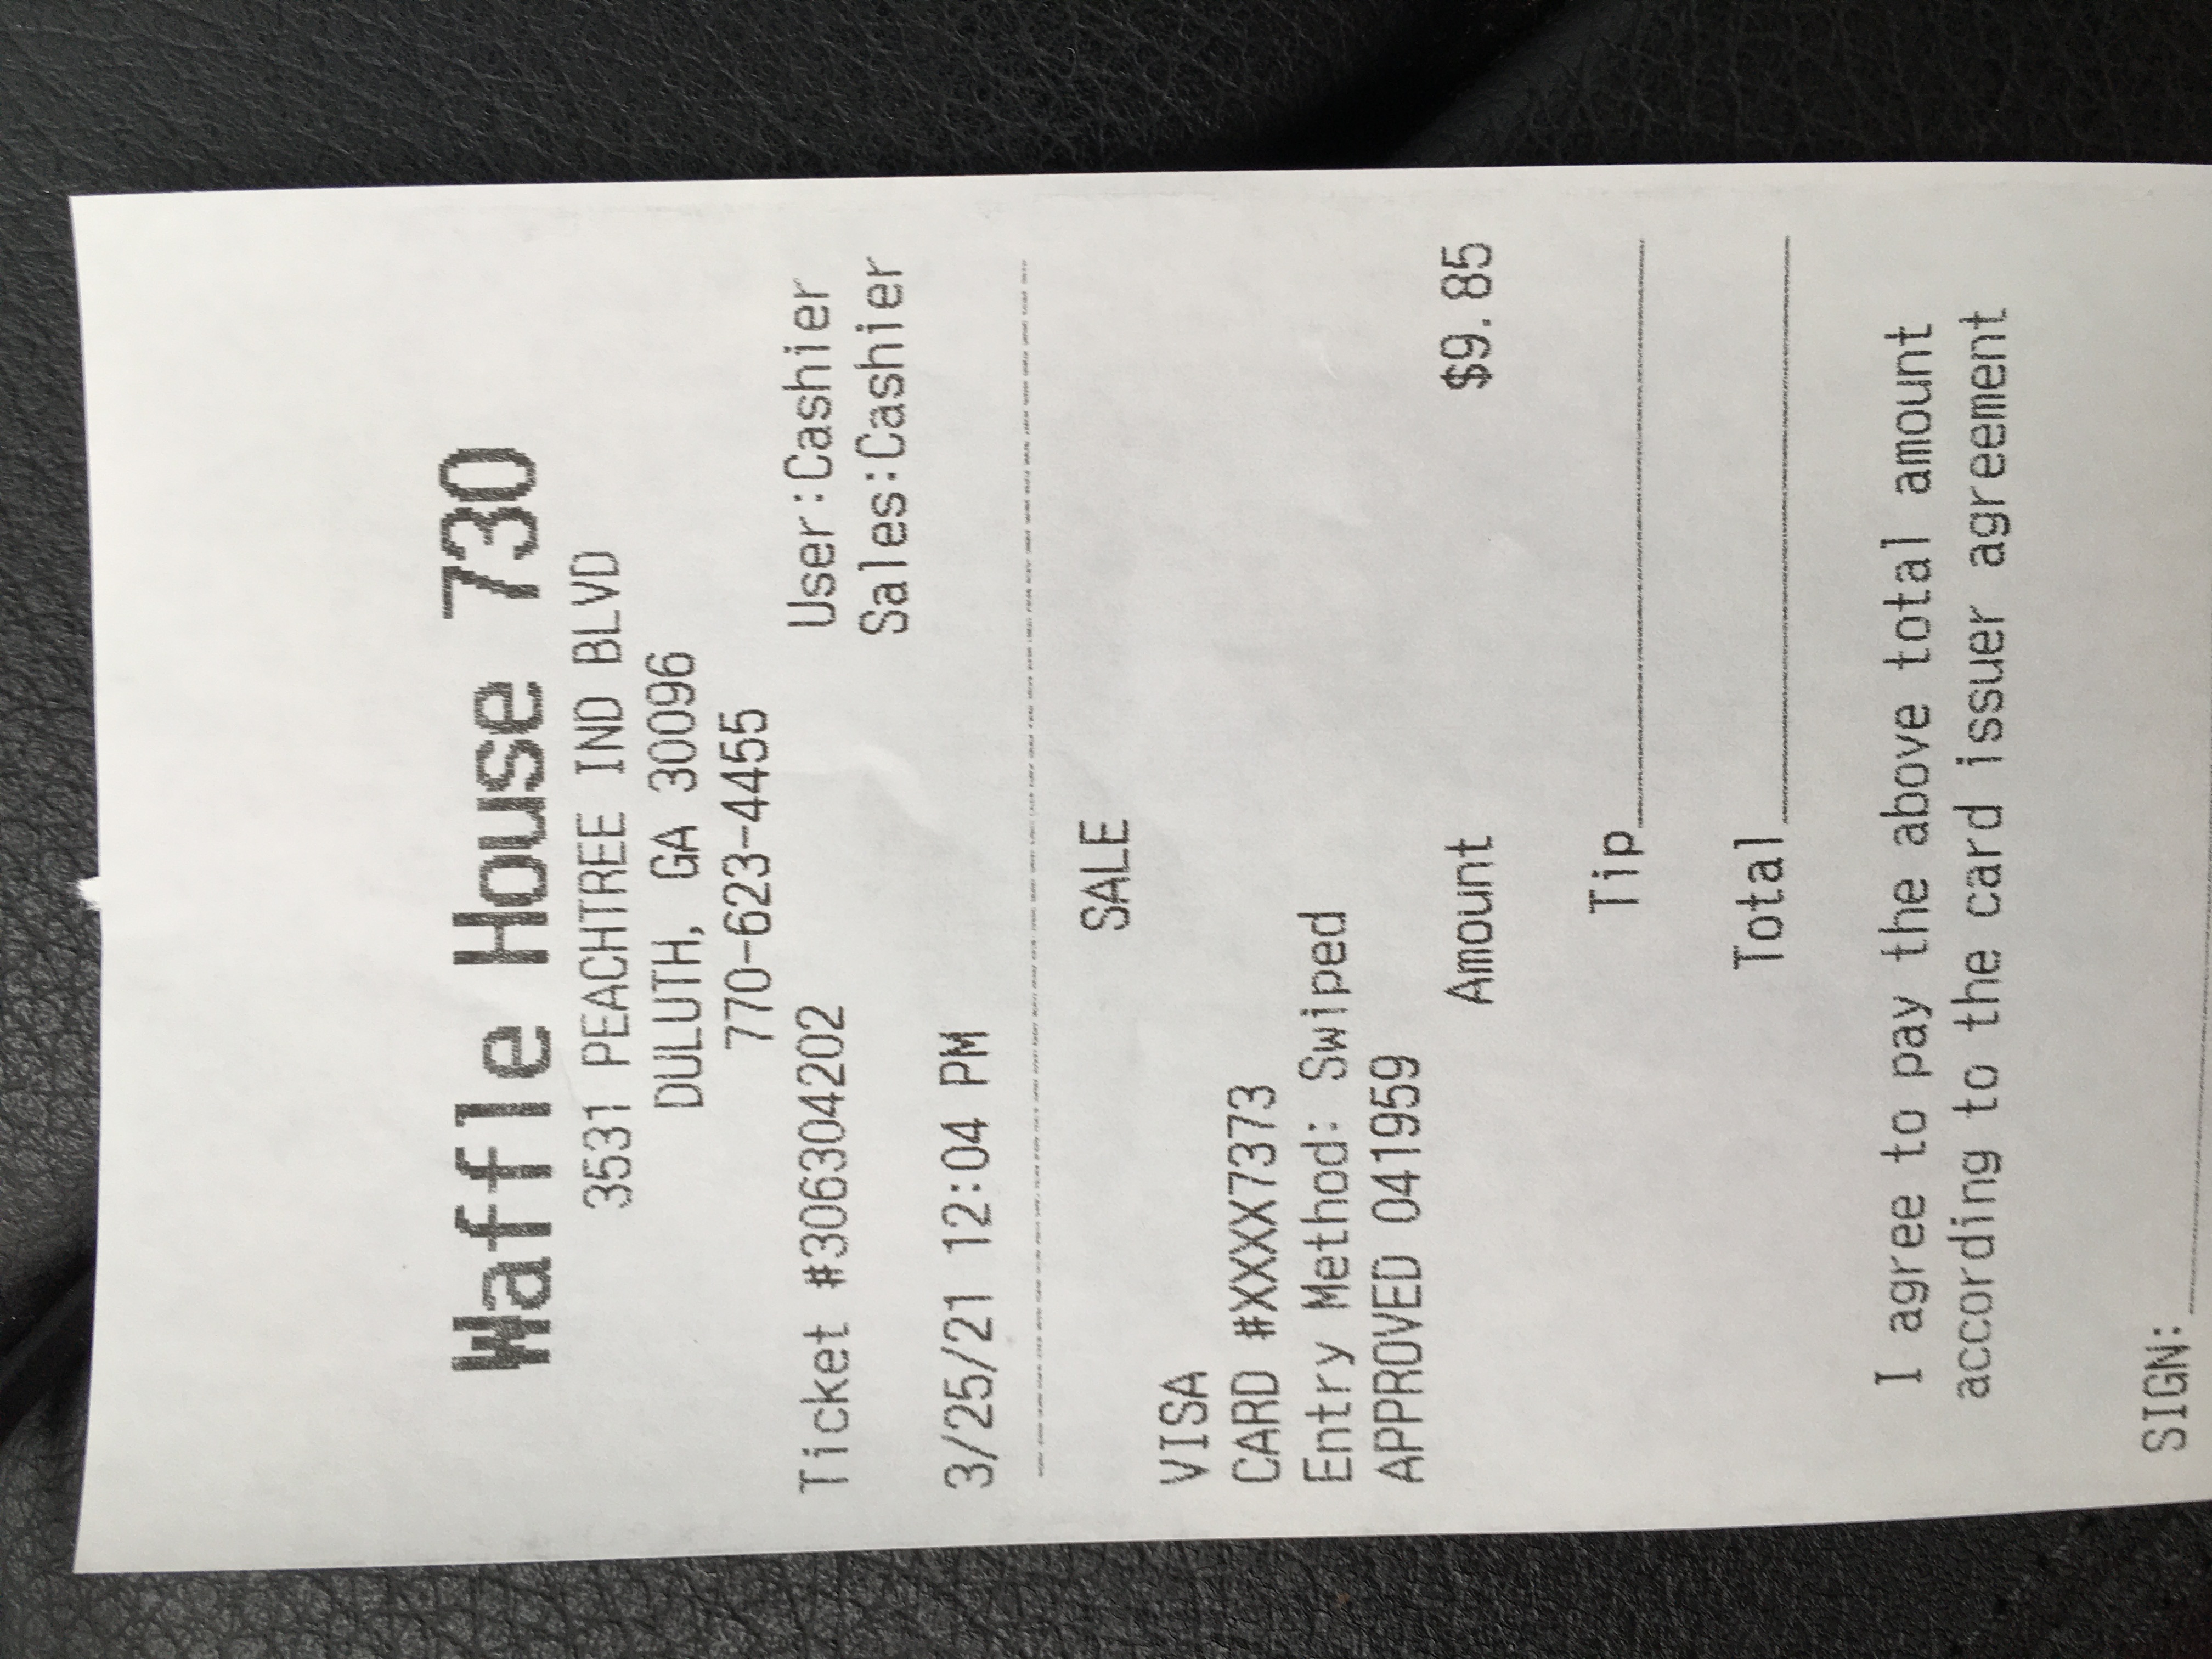 Waffle House 730
3531 PEACHTREE IND BLVD
DULUTH, GA 30096
770-623-4455
Ticket #306304202 User:Cashier
Sales:Cashier
3/25/21 12:04 PM
SALE
VISA
CARD #XXXXX7373
Entry Method: Swiped
APPROVED 041959
Amount $9.85
Tip
Total
I agree to pay the above total amount
according to the card issuer agreement
SIGN: